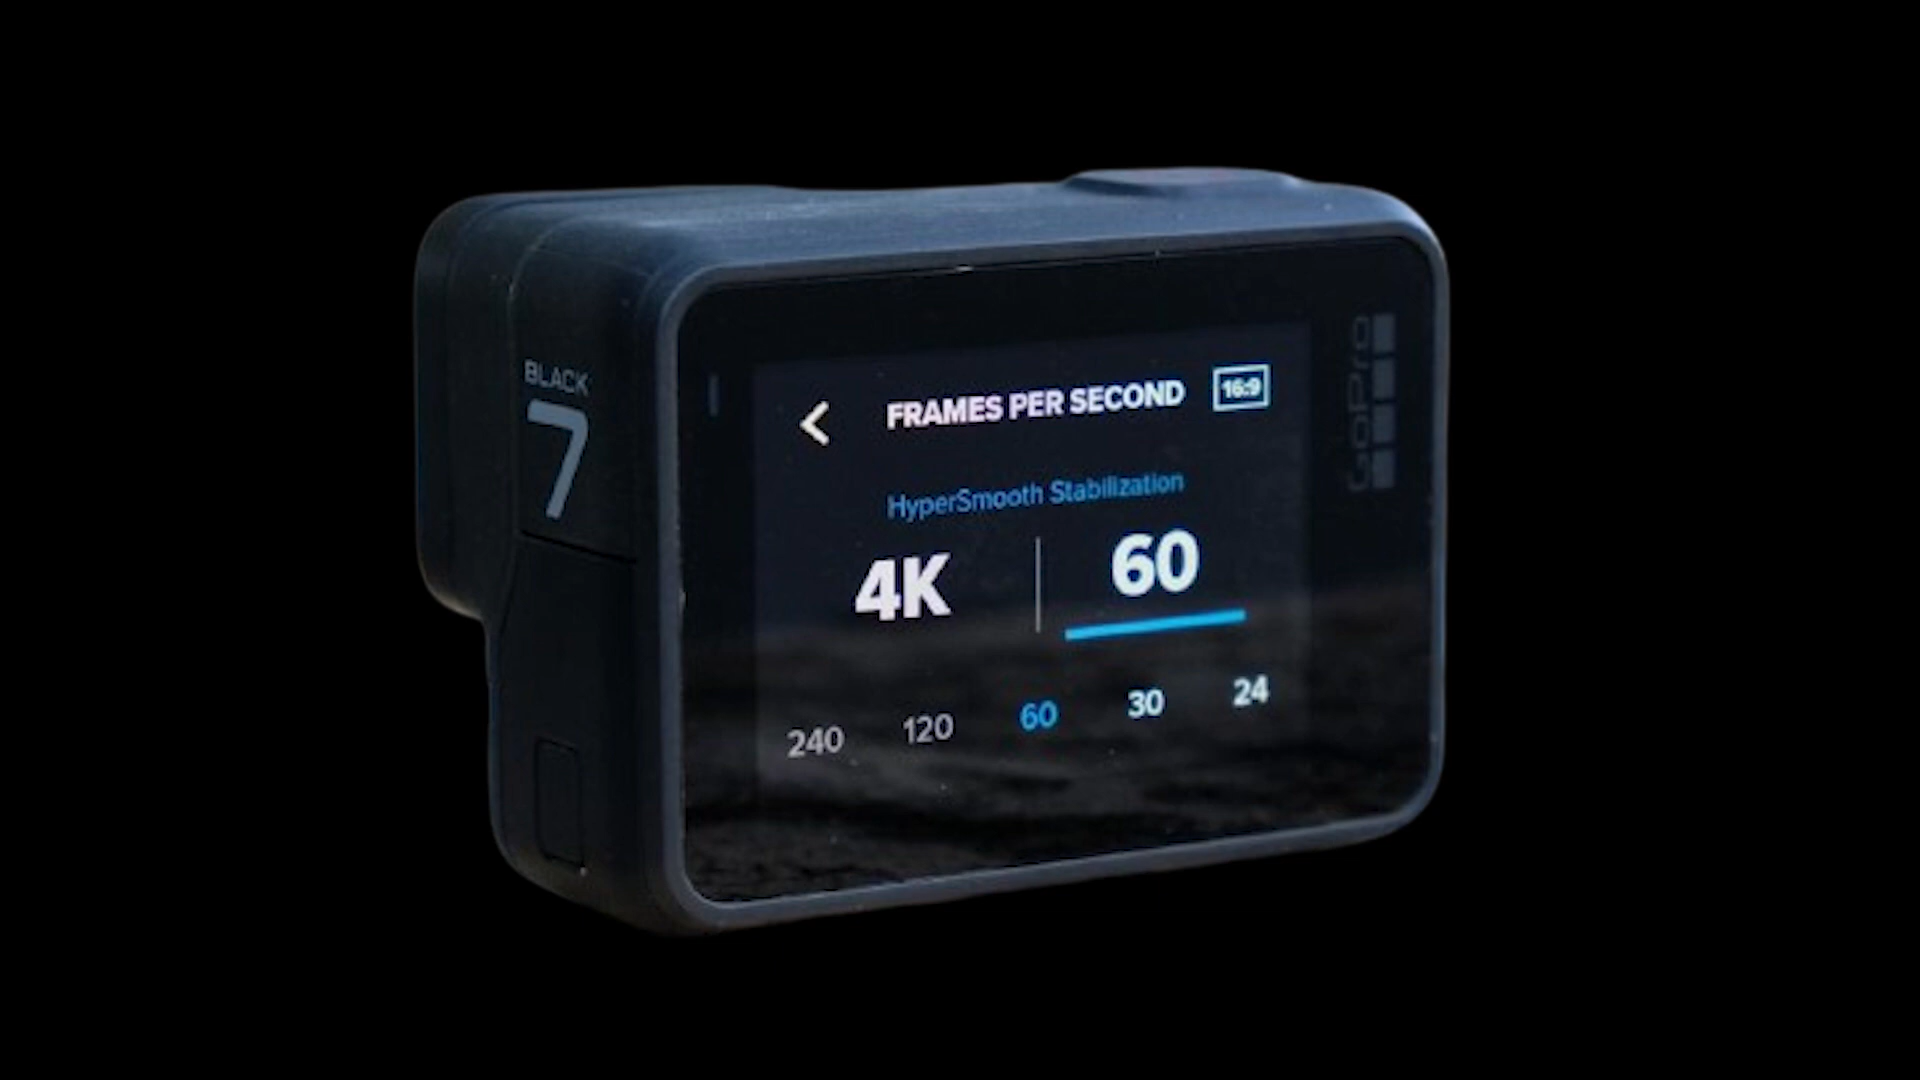 BLACK
7
FRAMES PER SECOND 16:9
HyperSmooth Stabilization
4K 60
240 120 60 30 24
GoPro